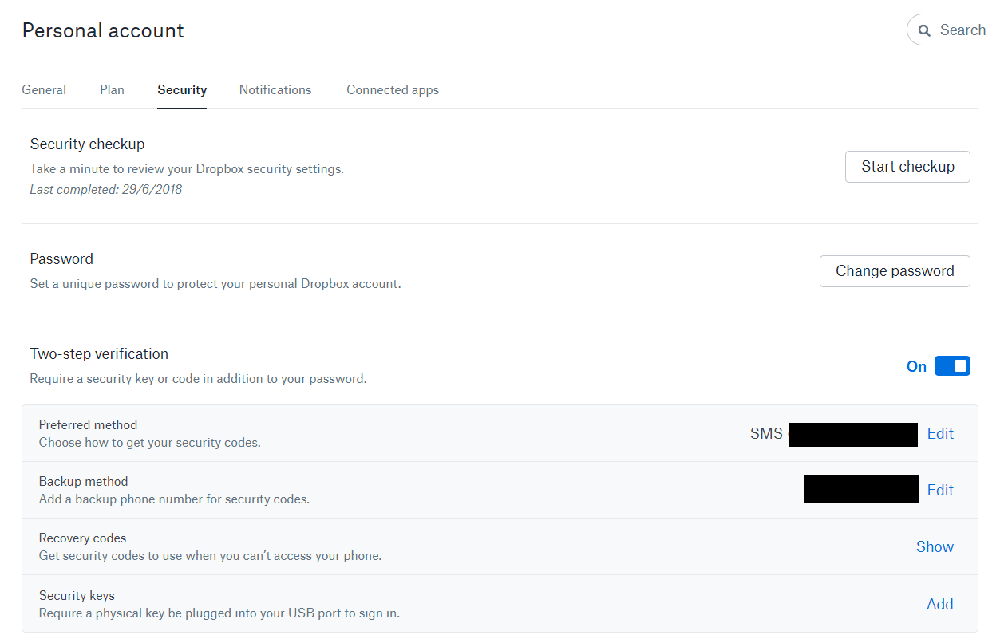 Personal account
Search
General Plan Security Notifications Connected apps
Security checkup
Take a minute to review your Dropbox security settings.
Start checkup
Last completed: 29/6/2018
Password
Change password
Set a unique password to protect your personal Dropbox account.
Two-step verification
On
Require a security key or code in addition to your password.
Preferred method
SMS Edit
Choose how to get your security codes.
Backup method
Edit
Add a backup phone number for security codes.
Recovery codes
Show
Get security codes to use when you can’t access your phone.
Security keys
Add
Require a physical key be plugged into your USB port to sign in.